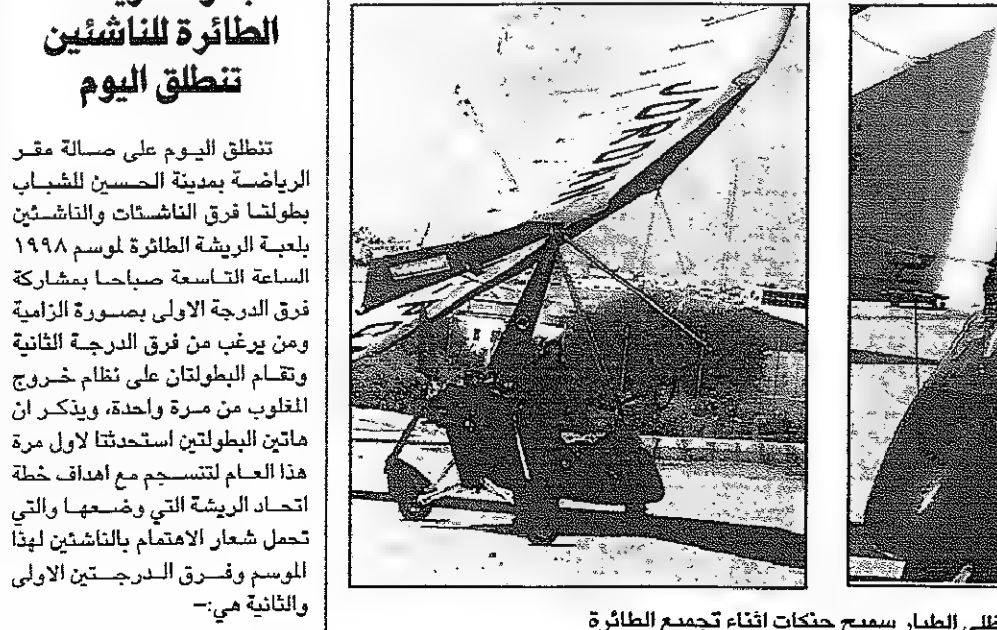 الطائرة للناشئين
تنطلق اليوم
تنطلق اليوم على صالة مقر
الرياضة بمدينة الحسين للشباب
بطولتا فرق الناشئات والناشئين
بلعبة الريشة الطائرة لموسم ١٩٩٨
الساعة التاسعة صباحا بمشاركة
فرق الدرجة الاولى بصورة الزامية
ومن يرغب من فرق الدرجة الثانية
وتقام البطولتان على نظام خروج
المغلوب من مرة واحدة، ويذكر ان
هاتين البطولتين استحدثتا لاول مرة
هذا العام لتنسجم مع اهداف خطة
اتحاد الريشة التي وضعها والتي
تحمل شعار الاهتمام بالناشئين لهذا
الموسم وفرق الدرجتين الاولى
والثانية هي:–
JORDAN
الطيار سميح جنكات اثناء تجميع الطائرة